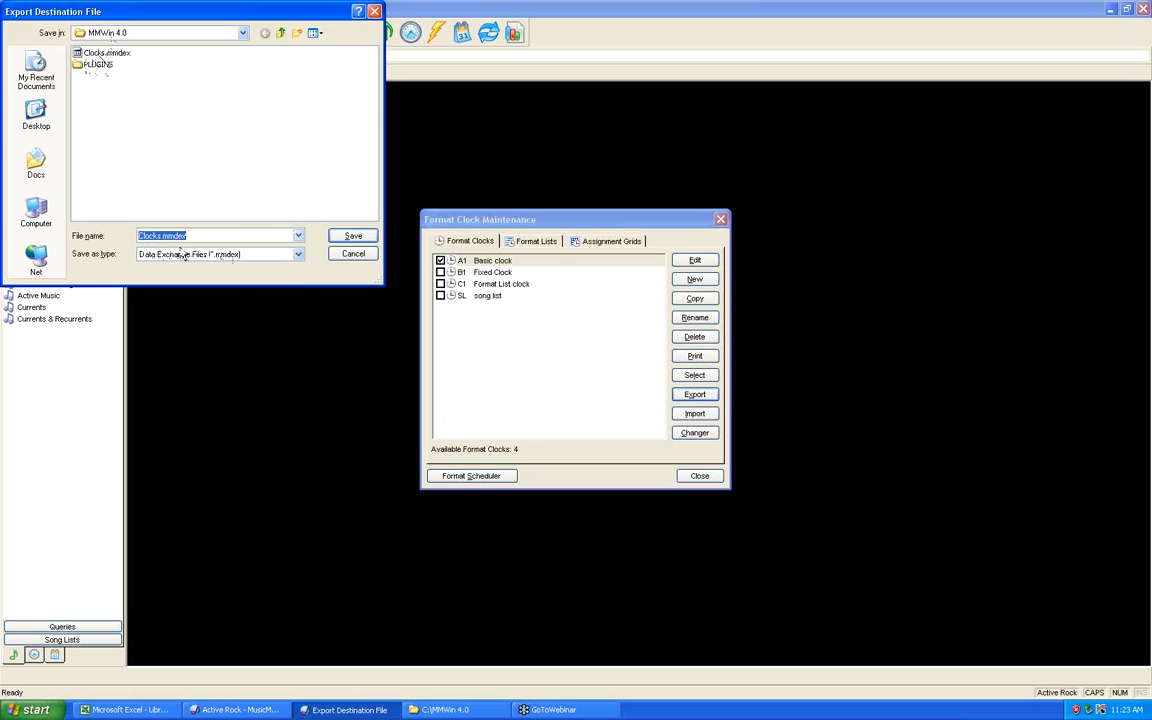 Export Destination File
Save in: MMWin 4.0
Clocks.mmdex
PLUGINS
My Recent
Documents
Desktop
Docs
Computer
Net
File name: Clocks.mmdex Save
Save as type: Data Exchange Files (*.mmdex) Cancel
Active Music
Currents
Currents & Recurrents
Format Clock Maintenance
Format Clocks Format Lists Assignment Grids
A1 Basic clock
B1 Fixed Clock
C1 Format List clock
SL song list
Edit
New
Copy
Rename
Delete
Print
Select
Export
Import
Changer
Available Format Clocks: 4
Format Scheduler Close
Queries
Song Lists
Ready Active Rock CAPS NUM INS
start Microsoft Excel - Libr... Active Rock - MusicM... Export Destination File C:\MMWin 4.0 GoToWebinar 11:23 AM